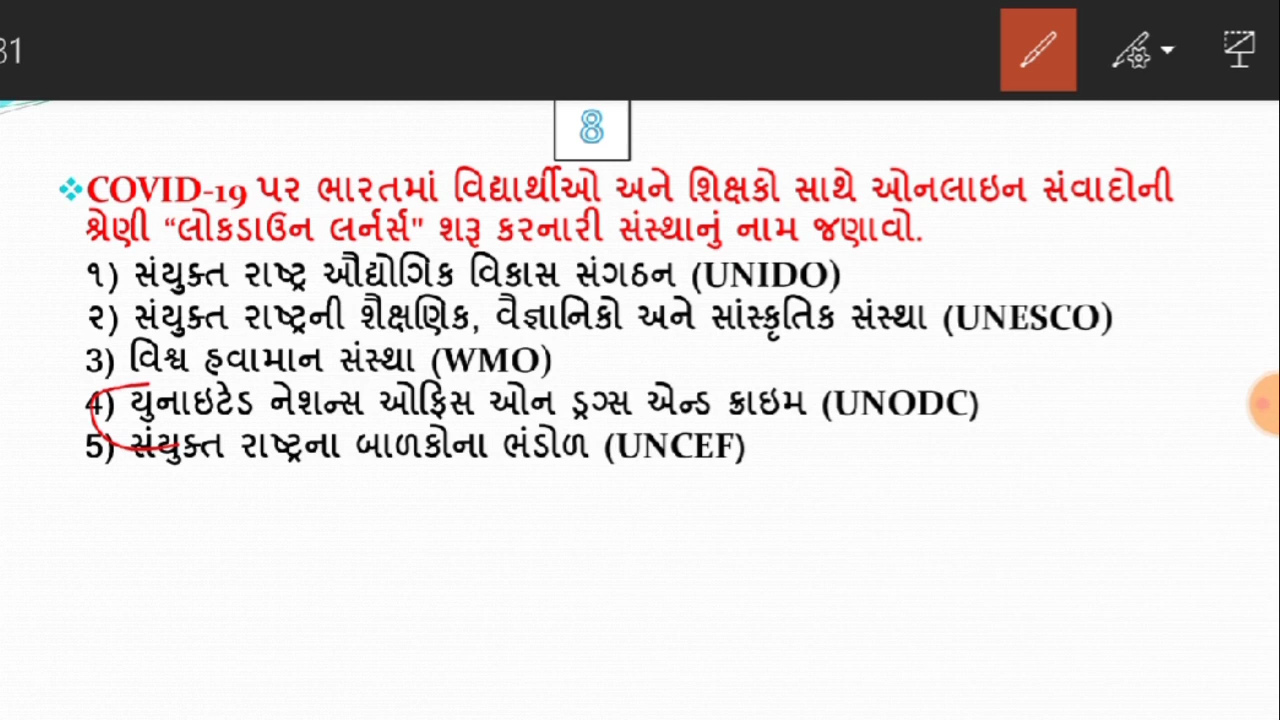 31
8
COVID-19 પર ભારતમાં વિદ્યાર્થીઓ અને શિક્ષકો સાથે ઓનલાઇન સંવાદોની
શ્રેણી “લોકડાઉન લર્નર્સ" શરૂ કરનારી સંસ્થાનું નામ જણાવો.
૧) સંયુક્ત રાષ્ટ્ર ઔદ્યોગિક વિકાસ સંગઠન (UNIDO)
૨) સંયુક્ત રાષ્ટ્રની શૈક્ષણિક, વૈજ્ઞાનિકો અને સાંસ્કૃતિક સંસ્થા (UNESCO)
3) વિશ્વ હવામાન સંસ્થા (WMO)
4) યુનાઇટેડ નેશન્સ ઓફિસ ઓન ડ્રગ્સ એન્ડ ક્રાઇમ (UNODC)
5) સંયુક્ત રાષ્ટ્રના બાળકોના ભંડોળ (UNCEF)